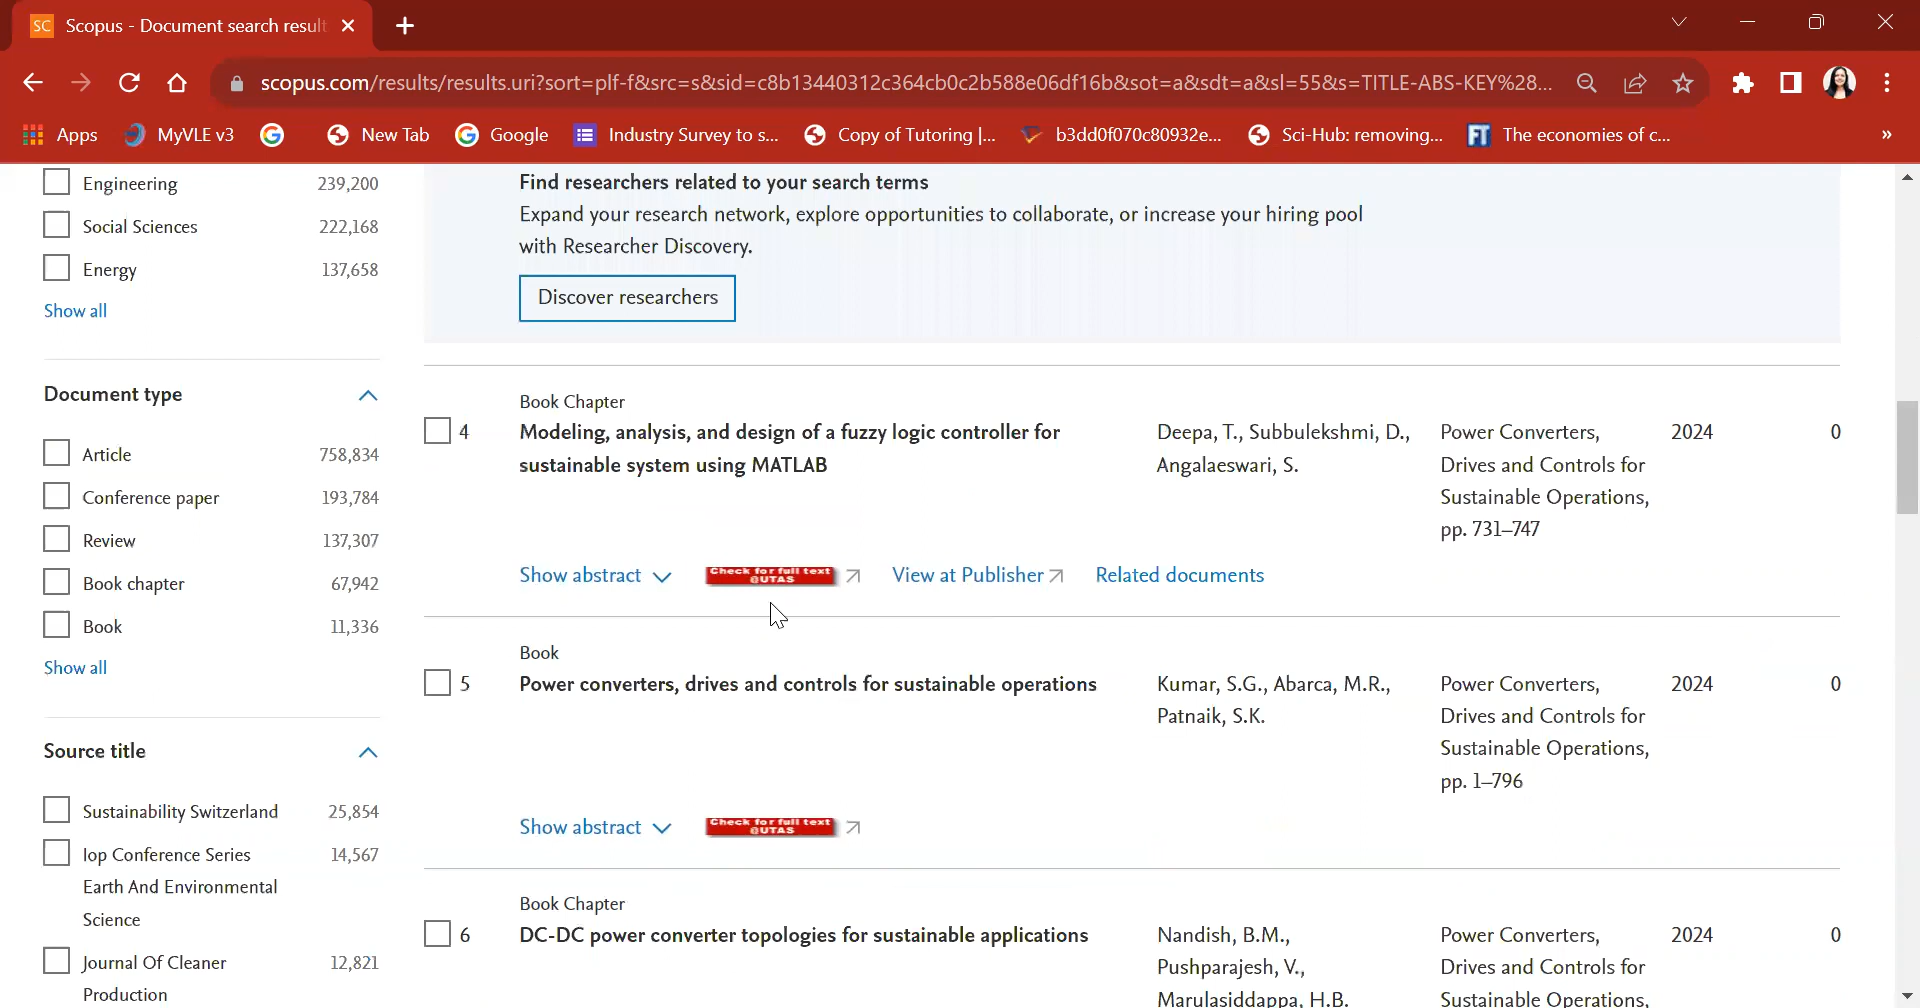 SC Scopus - Document search result
scopus.com/results/results.uri?sort=plf-f&src=s&sid=c8b13440312c364cb0c2b588e06df16b&sot=a&sdt=a&sl=55&s=TITLE-ABS-KEY%28...
Apps MyVLE v3 New Tab Google Industry Survey to s... Copy of Tutoring |... b3dd0f070c80932e... Sci-Hub: removing,... FT The economies of c... »
Engineering 239,200
Social Sciences 222,168
Energy 137,658
Show all
Document type
Article 758,834
Conference paper 193,784
Review 137,307
Book chapter 67,942
Book 11,336
Show all
Source title
Sustainability Switzerland 25,854
Iop Conference Series 14,567
Earth And Environmental
Science
Journal Of Cleaner 12,821
Production
Find researchers related to your search terms
Expand your research network, explore opportunities to collaborate, or increase your hiring pool
with Researcher Discovery.
Discover researchers
Book Chapter
4 Modeling, analysis, and design of a fuzzy logic controller for Deepa, T., Subbulekshmi, D., Power Converters, 2024 0
sustainable system using MATLAB Angalaeswari, S. Drives and Controls for
Sustainable Operations,
pp. 731–747
Show abstract Check for full text @UTAS View at Publisher Related documents
Book
5 Power converters, drives and controls for sustainable operations Kumar, S.G., Abarca, M.R., Power Converters, 2024 0
Patnaik, S.K. Drives and Controls for
Sustainable Operations,
pp. 1–796
Show abstract Check for full text @UTAS
Book Chapter
6 DC-DC power converter topologies for sustainable applications Nandish, B.M., Power Converters, 2024 0
Pushparajesh, V., Drives and Controls for
Marulasiddappa, H.B. Sustainable Operations,